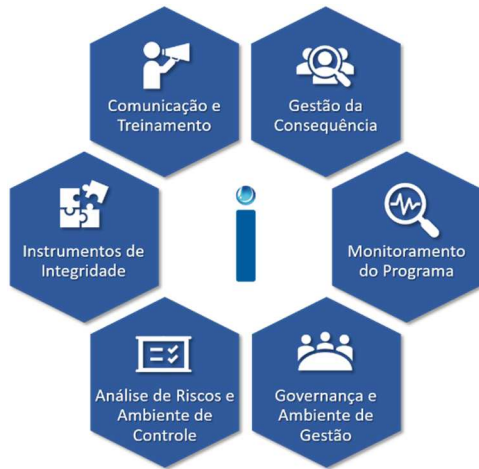 Comunicação e
Treinamento
Gestão da
Consequência
Instrumentos de
Integridade
i
Monitoramento
do Programa
Análise de Riscos e
Ambiente de
Controle
Governança e
Ambiente de
Gestão